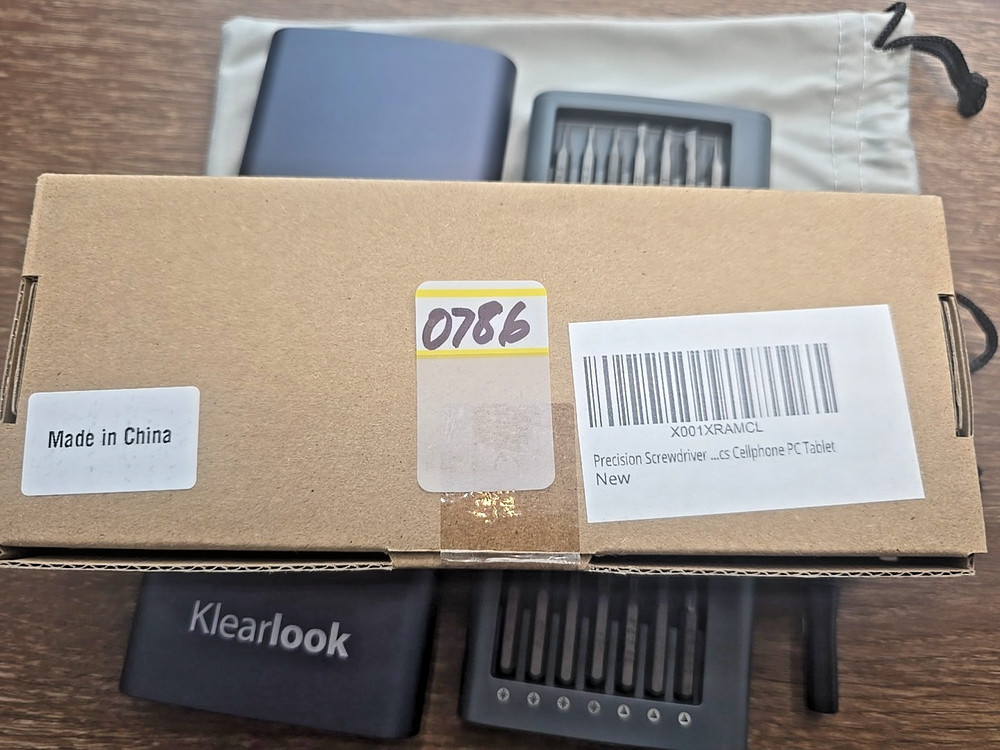 0786
Made in China
X001XRAMCL
Precision Screwdriver ...cs Cellphone PC Tablet
New
Klearlook